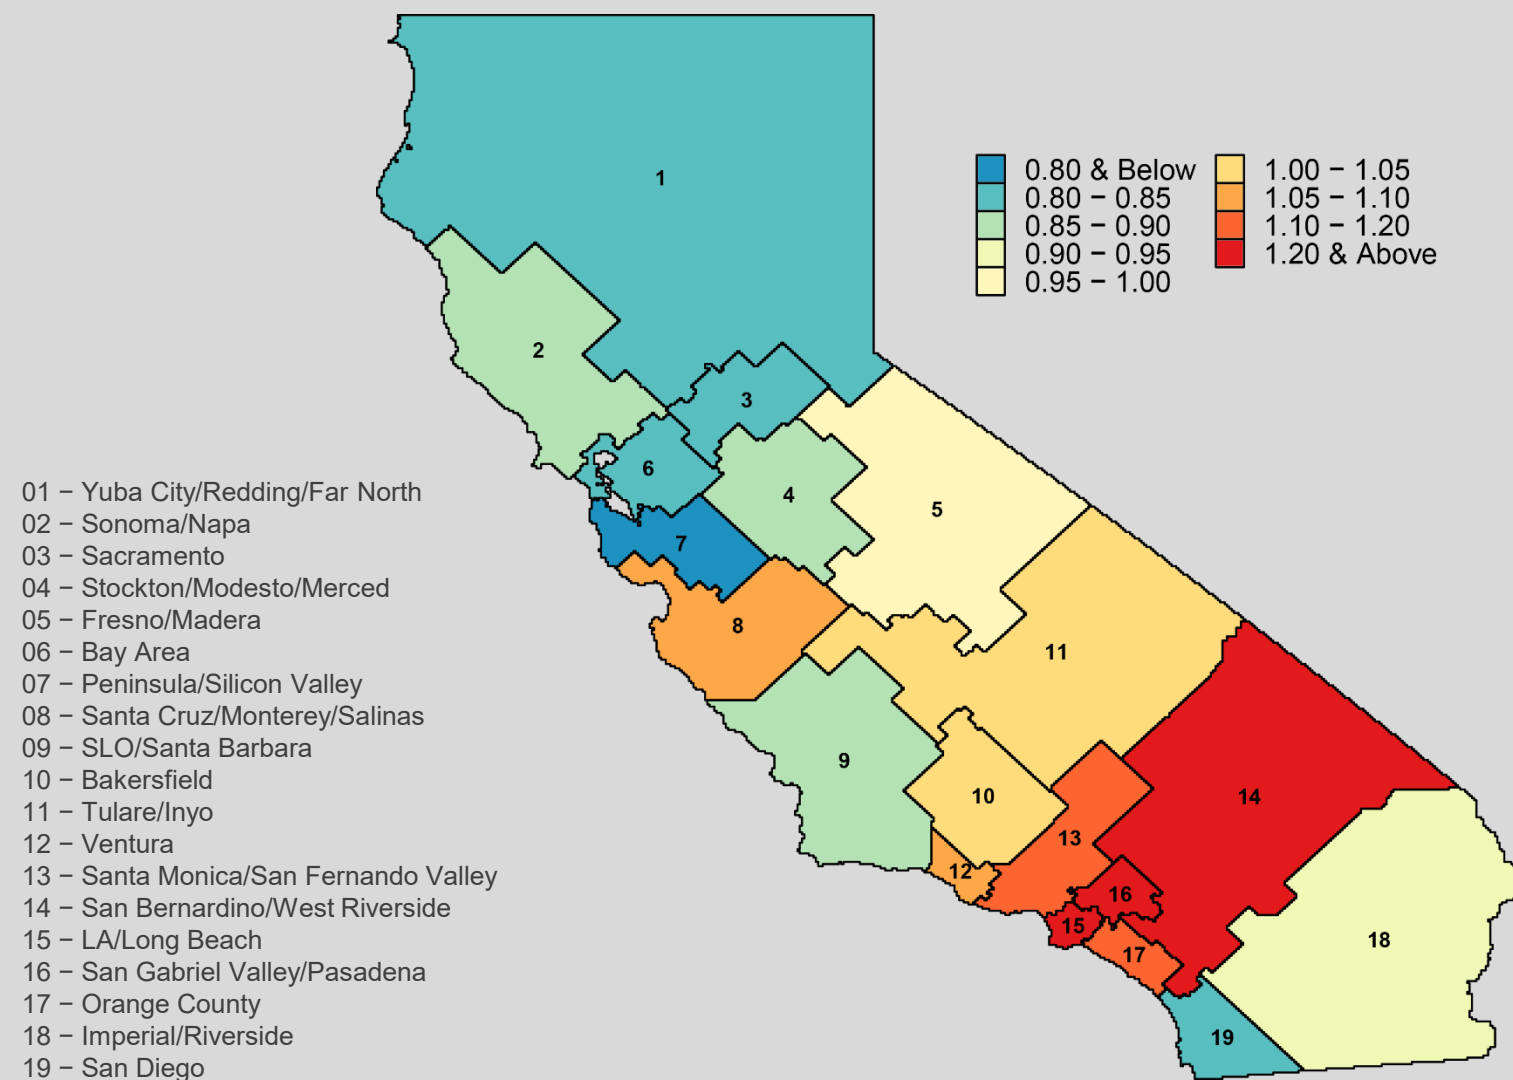 1
0.80 & Below
0.80 − 0.85
0.85 − 0.90
0.90 − 0.95
0.95 − 1.00
1.00 − 1.05
1.05 − 1.10
1.10 − 1.20
1.20 & Above
2
3
6
4
5
7
8
11
9
10
14
13
12
16
15
17
18
19
01 − Yuba City/Redding/Far North
02 − Sonoma/Napa
03 − Sacramento
04 − Stockton/Modesto/Merced
05 − Fresno/Madera
06 − Bay Area
07 − Peninsula/Silicon Valley
08 − Santa Cruz/Monterey/Salinas
09 − SLO/Santa Barbara
10 − Bakersfield
11 − Tulare/Inyo
12 − Ventura
13 − Santa Monica/San Fernando Valley
14 − San Bernardino/West Riverside
15 − LA/Long Beach
16 − San Gabriel Valley/Pasadena
17 − Orange County
18 − Imperial/Riverside
19 − San Diego